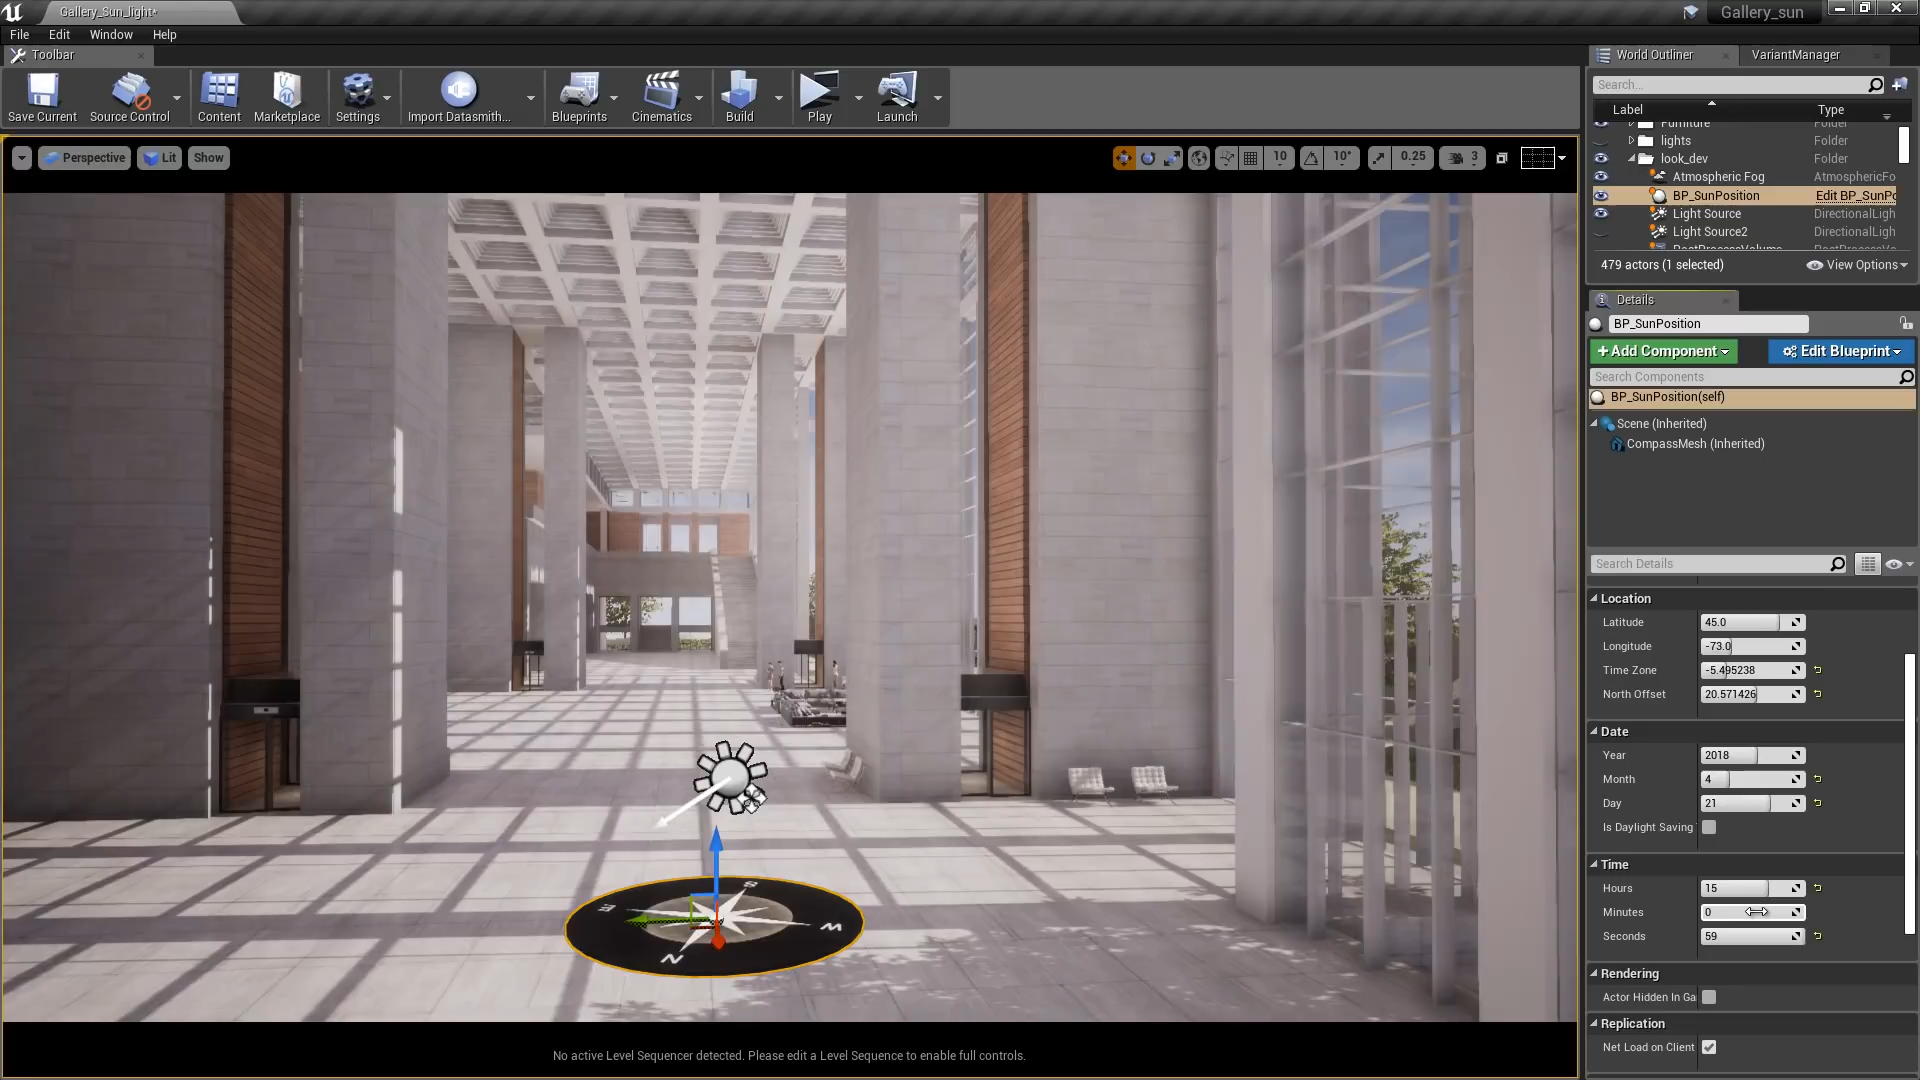 Gallery_Sun_light*
Gallery_sun
File Edit Window Help
Toolbar
Save Current
Source Control
Content
Marketplace
Settings
Import Datasmith...
Blueprints
Cinematics
Build
Play
Launch
Perspective
Lit
Show
10
10°
0.25
3
World Outliner
VariantManager
Search...
Label Type
Furniture Folder
lights Folder
look_dev Folder
Atmospheric Fog AtmosphericFo
BP_SunPosition Edit BP_SunPo
Light Source DirectionalLigh
Light Source2 DirectionalLigh
PostProcessVolume PostProcessVo
479 actors (1 selected) View Options
Details
BP_SunPosition
+Add Component
Edit Blueprint
Search Components
BP_SunPosition(self)
Scene (Inherited)
CompassMesh (Inherited)
Search Details
Location
Latitude 45.0
Longitude -73.0
Time Zone -5.495238
North Offset 20.571426
Date
Year 2018
Month 4
Day 21
Is Daylight Saving
Time
Hours 15
Minutes 0
Seconds 59
Rendering
Actor Hidden In Ga
Replication
Net Load on Client
S
E
W
N
No active Level Sequencer detected. Please edit a Level Sequence to enable full controls.